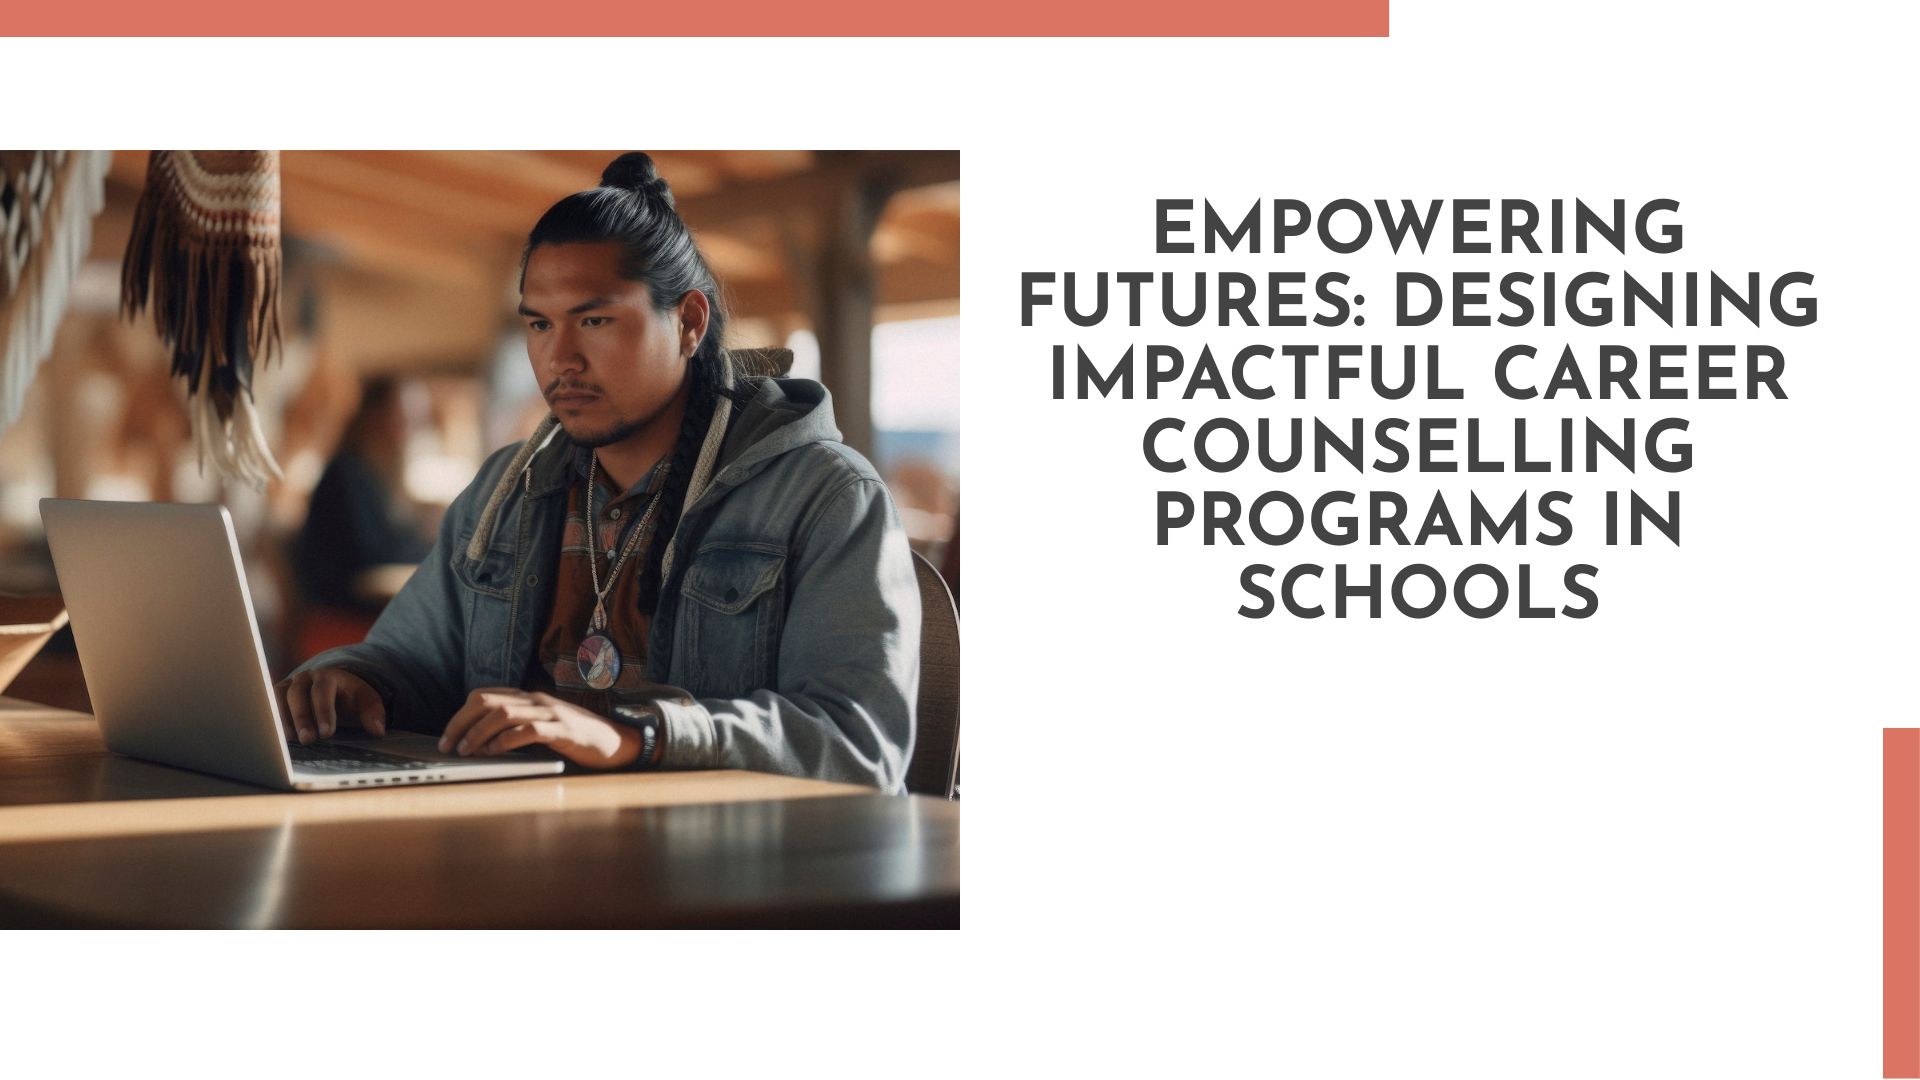 EMPOWERING
FUTURES: DESIGNING
IMPACTFUL CAREER
COUNSELLING
PROGRAMS IN
SCHOOLS